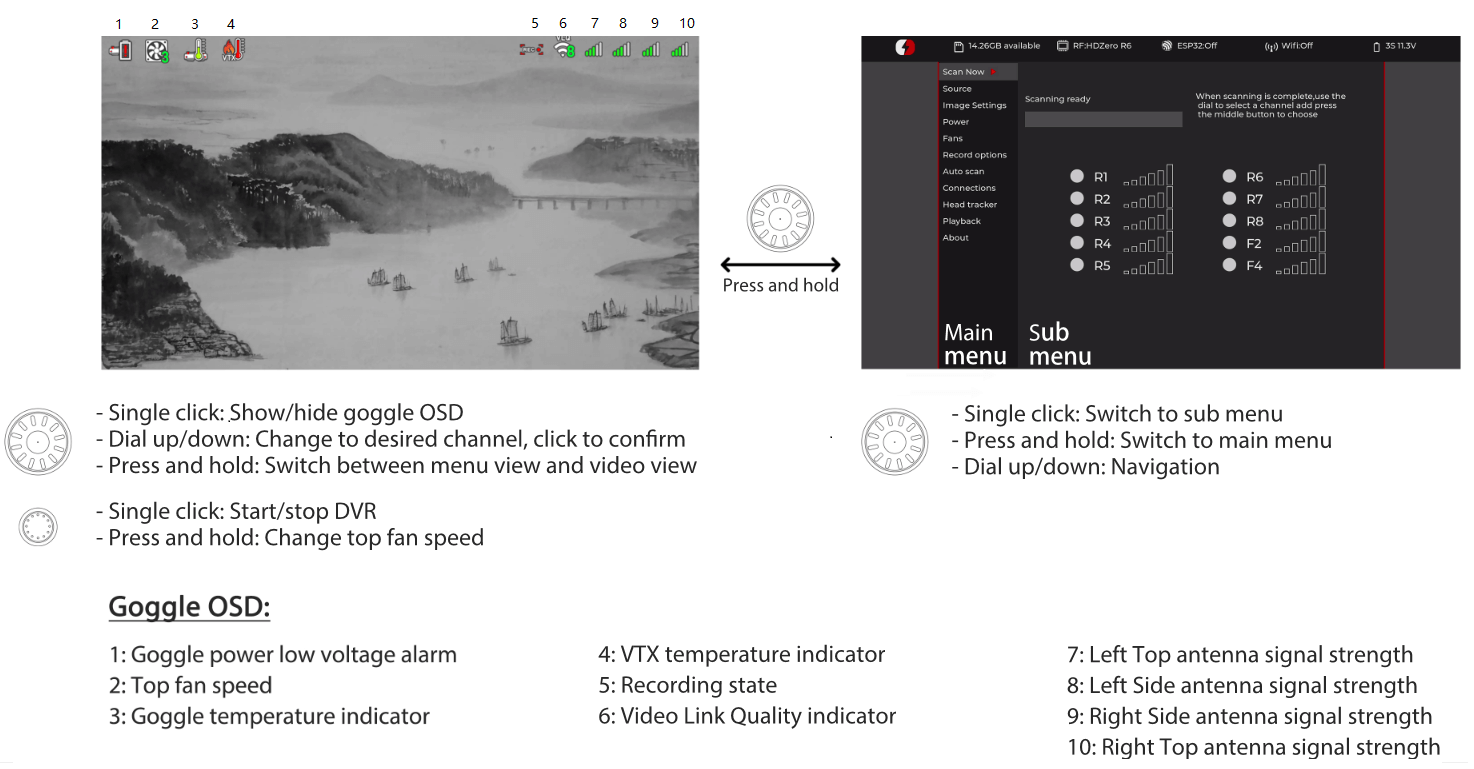 1 2 3 4 5 6 7 8 9 10
3 VTX REC VLQ 8
14.26GB available RF:HDZero R6 ESP32:Off Wifi:Off 3S 11.3V
Scan Now
Source
Image Settings
Power
Fans
Record options
Auto scan
Connections
Head tracker
Playback
About
Scanning ready
When scanning is complete,use the
dial to select a channel add press
the middle button to choose
R1 R6
R2 R7
R3 R8
R4 F2
R5 F4
Main
menu
Sub
menu
Press and hold
- Single click: Show/hide goggle OSD
- Dial up/down: Change to desired channel, click to confirm
- Press and hold: Switch between menu view and video view
- Single click: Start/stop DVR
- Press and hold: Change top fan speed
- Single click: Switch to sub menu
- Press and hold: Switch to main menu
- Dial up/down: Navigation
Goggle OSD:
1: Goggle power low voltage alarm
2: Top fan speed
3: Goggle temperature indicator
4: VTX temperature indicator
5: Recording state
6: Video Link Quality indicator
7: Left Top antenna signal strength
8: Left Side antenna signal strength
9: Right Side antenna signal strength
10: Right Top antenna signal strength